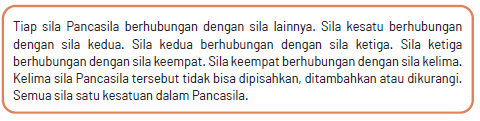 Tiap sila Pancasila berhubungan dengan sila lainnya. Sila kesatu berhubungan
dengan sila kedua. Sila kedua berhubungan dengan sila ketiga. Sila ketiga
berhubungan dengan sila keempat. Sila keempat berhubungan dengan sila kelima.
Kelima sila Pancasila tersebut tidak bisa dipisahkan, ditambahkan atau dikurangi.
Semua sila satu kesatuan dalam Pancasila.